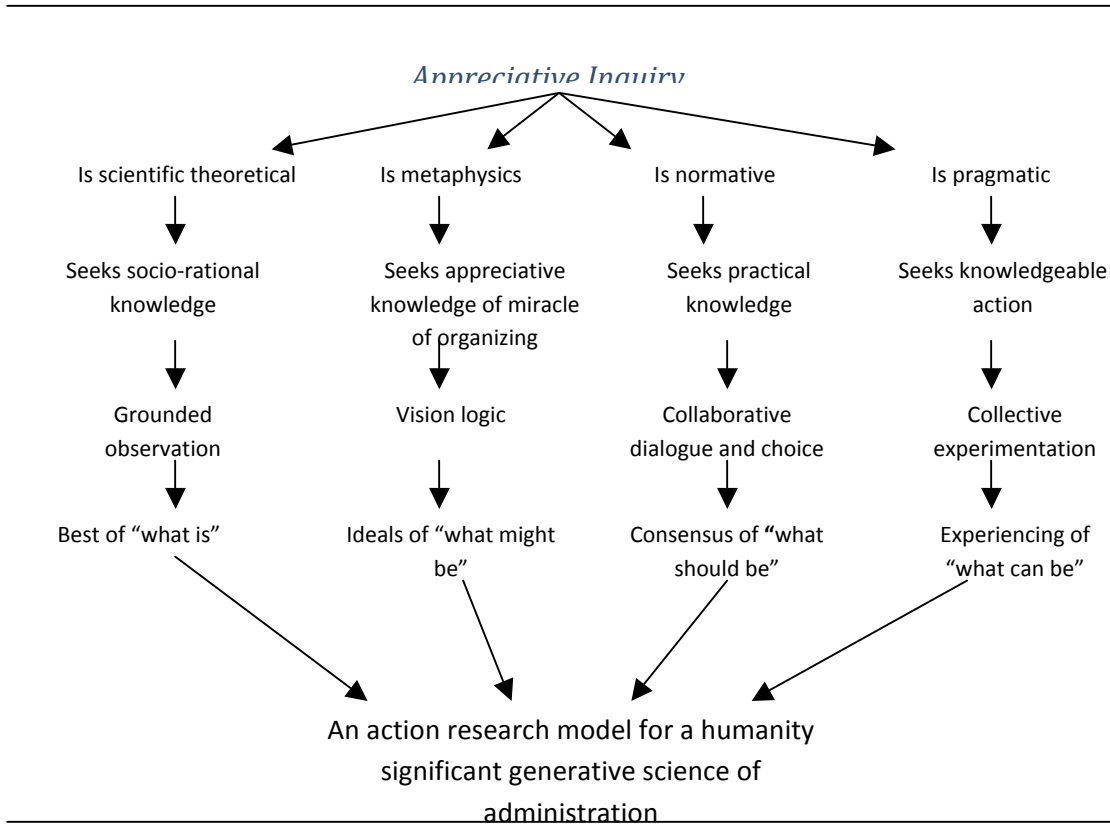 Appreciative Inquiry
Is scientific theoretical
Is metaphysics
Is normative
Is pragmatic
Seeks socio-rational
knowledge
Seeks appreciative
knowledge of miracle
of organizing
Seeks practical
knowledge
Seeks knowledgeable
action
Grounded
observation
Vision logic
Collaborative
dialogue and choice
Collective
experimentation
Best of “what is”
Ideals of “what might
be”
Consensus of “what
should be”
Experiencing of
“what can be”
An action research model for a humanity
significant generative science of
administration